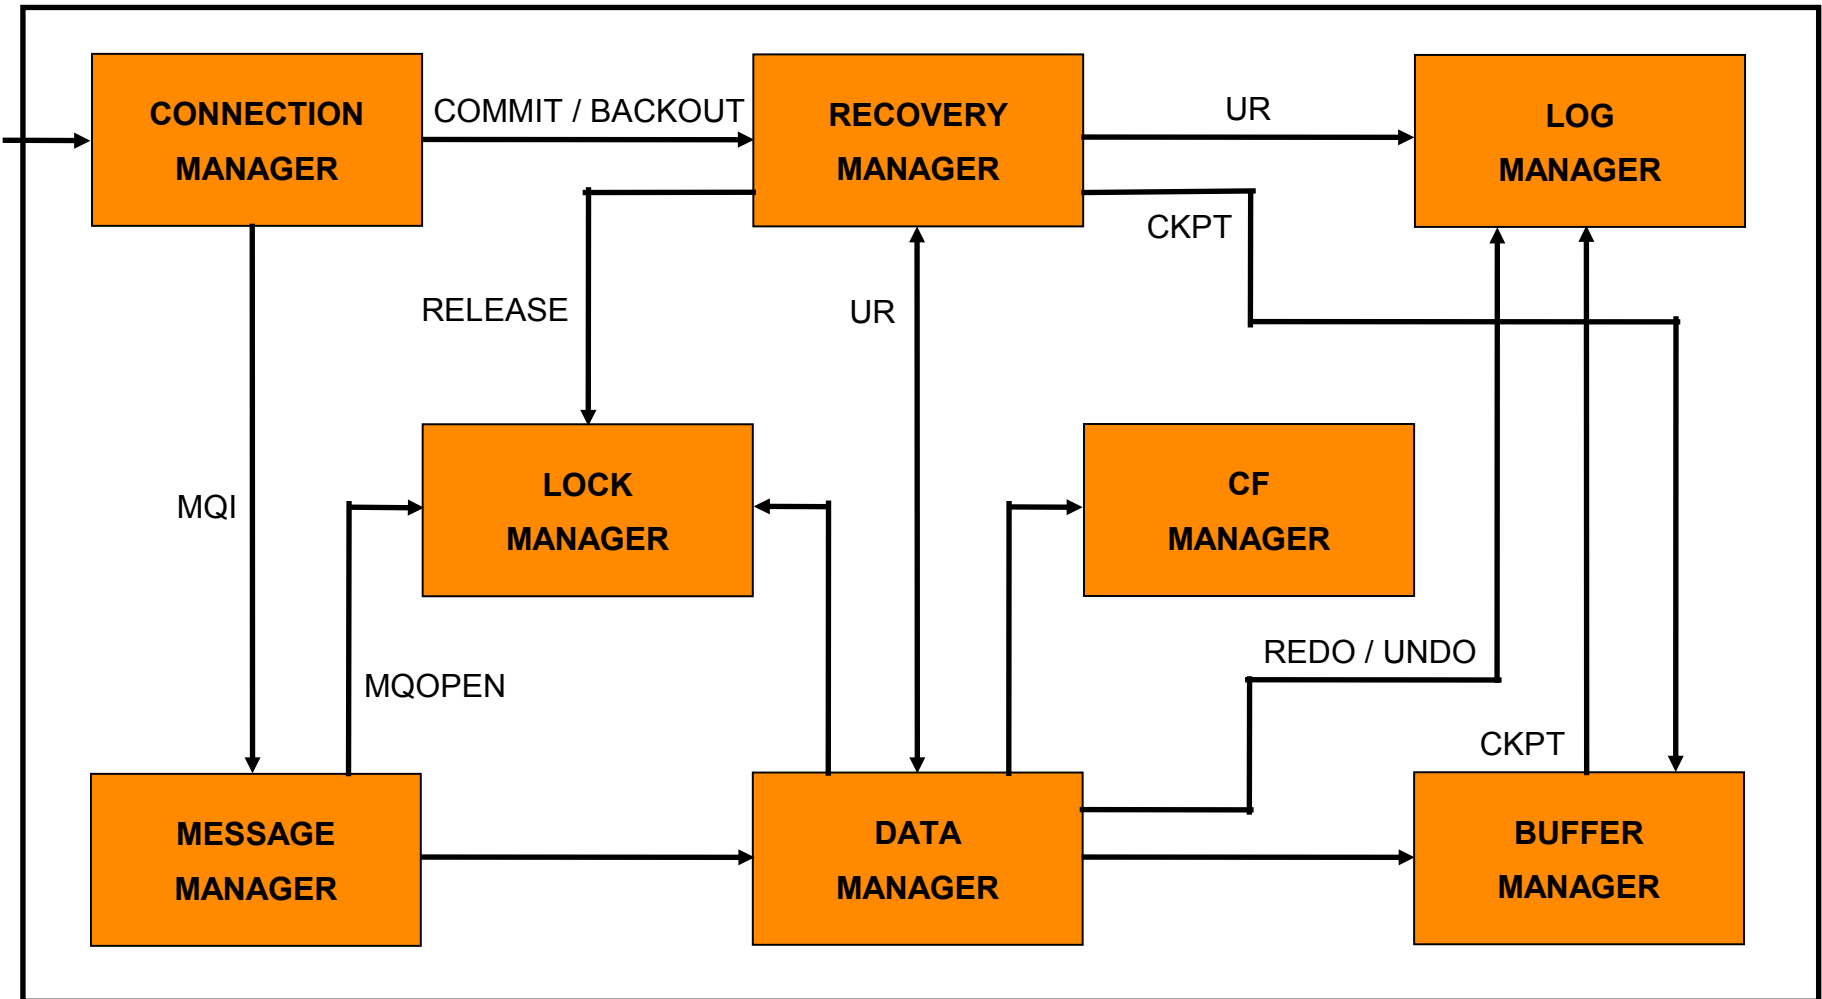 CONNECTION
MANAGER
COMMIT / BACKOUT
RECOVERY
MANAGER
UR
LOG
MANAGER
CKPT
RELEASE
UR
LOCK
MANAGER
CF
MANAGER
MQI
REDO / UNDO
MQOPEN
CKPT
MESSAGE
MANAGER
DATA
MANAGER
BUFFER
MANAGER